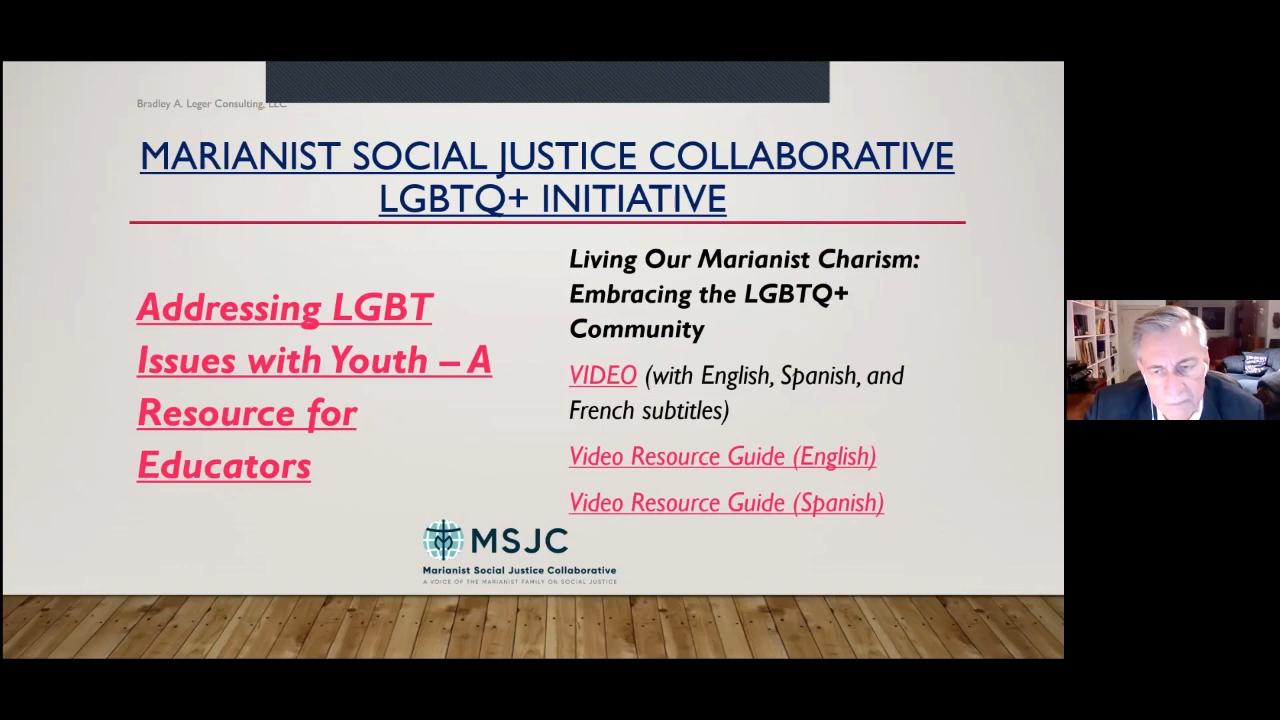 Bradley A. Leger Consulting, LLC
MARIANIST SOCIAL JUSTICE COLLABORATIVE
LGBTQ+ INITIATIVE
Addressing LGBT
Issues with Youth – A
Resource for
Educators
Living Our Marianist Charism:
Embracing the LGBTQ+
Community
VIDEO (with English, Spanish, and
French subtitles)
Video Resource Guide (English)
Video Resource Guide (Spanish)
MSJC
Marianist Social Justice Collaborative
A VOICE OF THE MARIANIST FAMILY ON SOCIAL JUSTICE